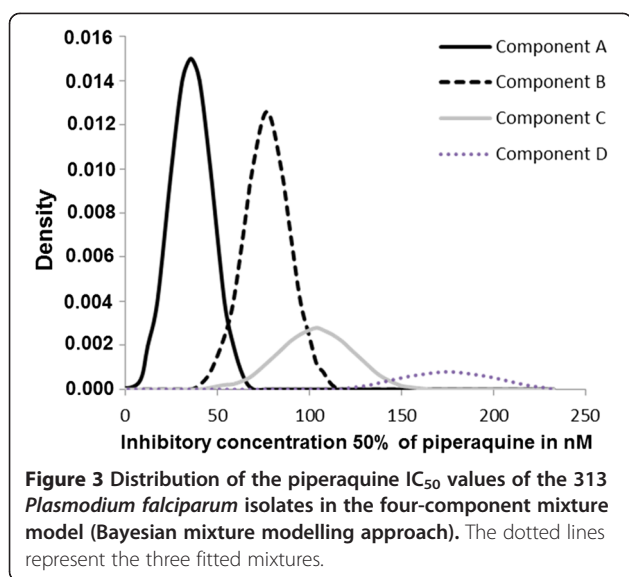 0.016
0.014
0.012
0.010
0.008
0.006
0.004
0.002
0.000
Density
0
50
100
150
200
250
Inhibitory concentration 50% of piperaquine in nM
Component A
Component B
Component C
Component D
Figure 3 Distribution of the piperaquine IC50 values of the 313
Plasmodium falciparum isolates in the four-component mixture
model (Bayesian mixture modelling approach). The dotted lines
represent the three fitted mixtures.